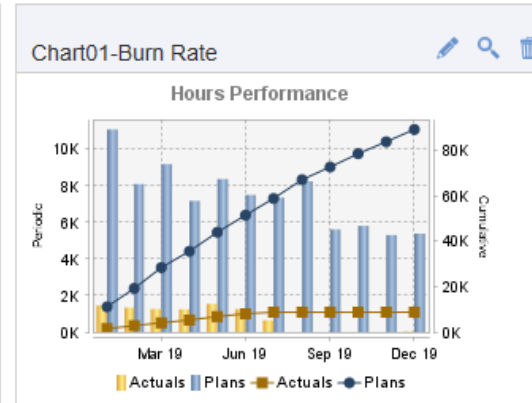 Chart01-Burn Rate
Hours Performance
10K
8K
6K
4K
2K
0K
Periodic
80K
60K
40K
20K
0K
Cumulative
Mar 19 Jun 19 Sep 19 Dec 19
Actuals Plans Actuals Plans